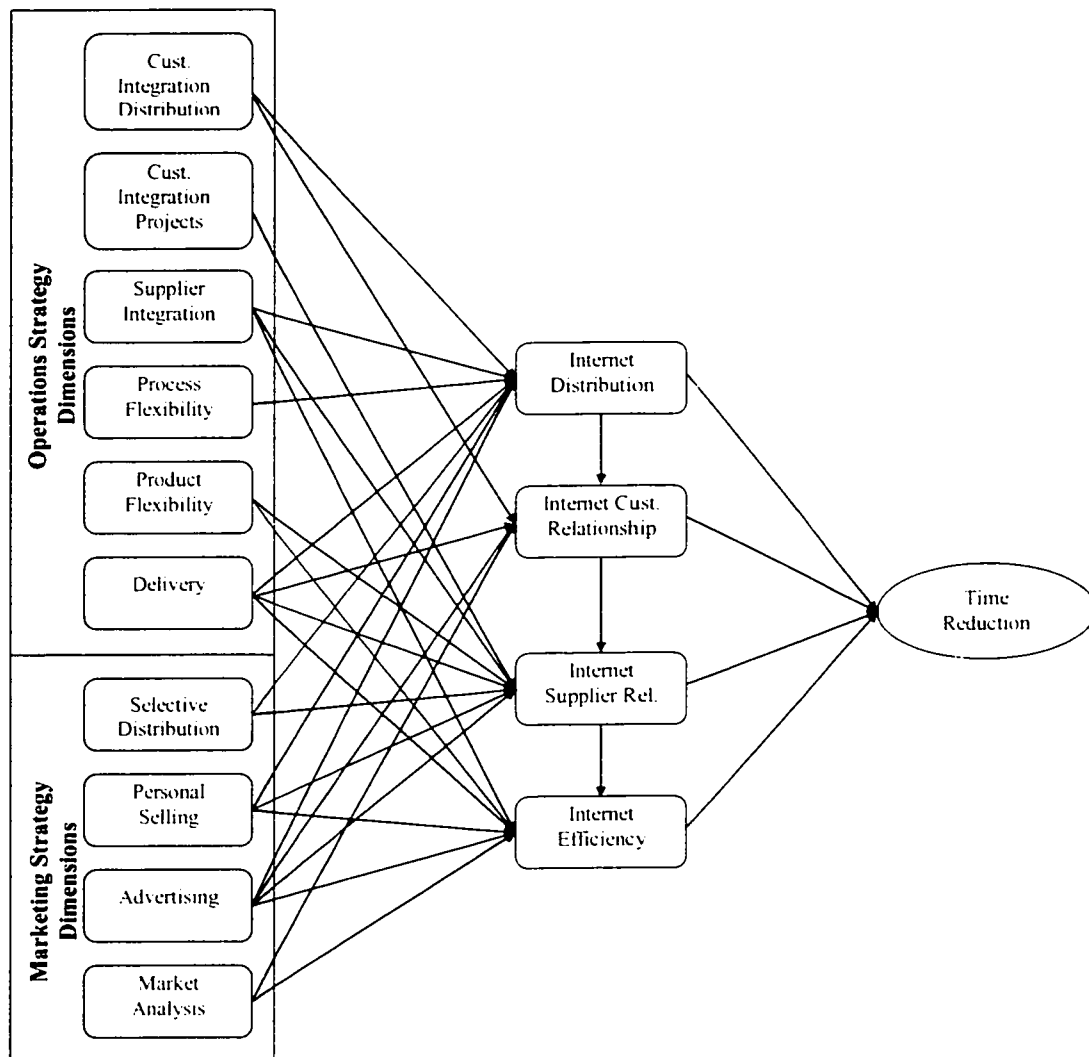 Operations Strategy
Dimensions
Cust.
Integration
Distribution
Cust.
Integration
Projects
Supplier
Integration
Process
Flexibility
Product
Flexibility
Delivery
Marketing Strategy
Dimensions
Selective
Distribution
Personal
Selling
Advertising
Market
Analysis
Internet
Distribution
Internet Cust.
Relationship
Internet
Supplier Rel.
Internet
Efficiency
Time
Reduction